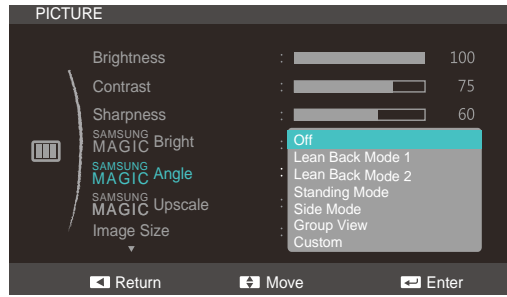 PICTURE
Brightness : 100
Contrast : 75
Sharpness : 60
SAMSUNG MAGIC Bright :
Off
Lean Back Mode 1
SAMSUNG MAGIC Angle :
Lean Back Mode 2
Standing Mode
SAMSUNG MAGIC Upscale :
Side Mode
Group View
Image Size :
Custom
Return Move Enter